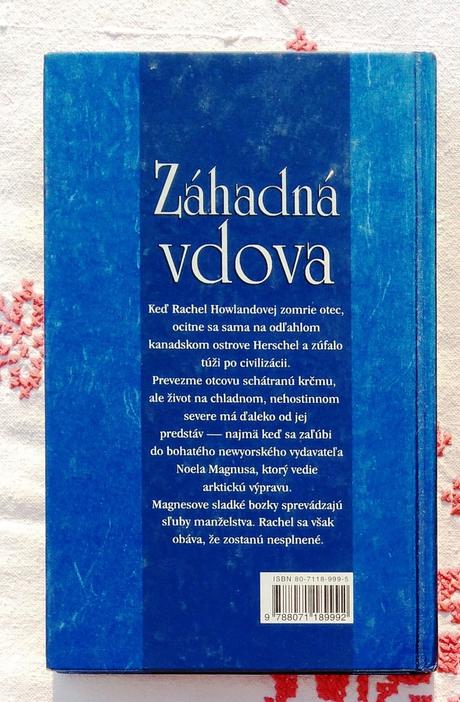 Záhadná
vdova
Keď Rachel Howlandovej zomrie otec,
ocitne sa sama na odľahlom
kanadskom ostrove Herschel a zúfalo
túži po civilizácii.
Prevezme otcovu schátranú krčmu,
ale život na chladnom, nehostinnom
severe má ďaleko od jej
predstáv — najmä keď sa zaľúbi
do bohatého newyorského vydavateľa
Noela Magnusa, ktorý vedie
arktickú výpravu.
Magnesove sladké bozky sprevádzajú
sľuby manželstva. Rachel sa však
obáva, že zostanú nesplnené.
ISBN 80-7118-999-5
9 788071 189992